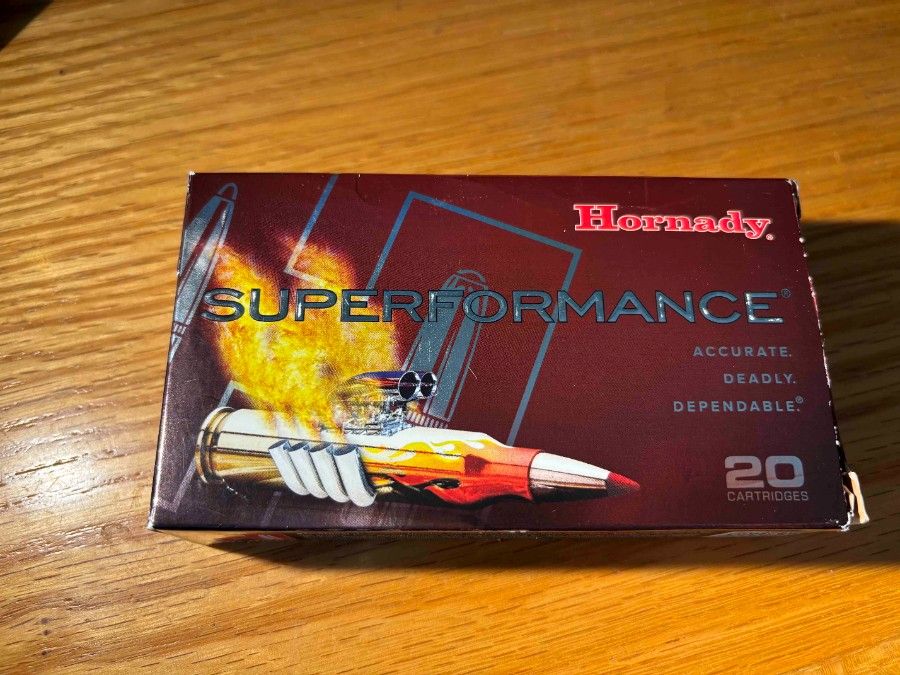 Hornady®
SUPERFORMANCE®
ACCURATE.
DEADLY.
DEPENDABLE.®
20
CARTRIDGES